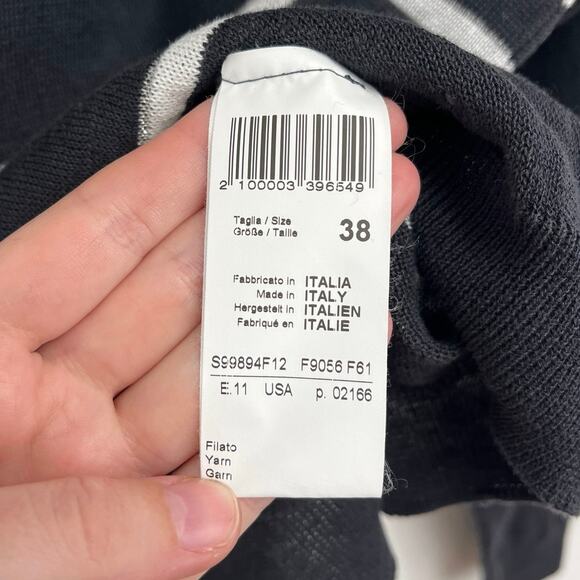 2 100003 396549
Taglia / Size
Größe / Taille
38
Fabbricato in ITALIA
Made in ITALY
Hergestelt in ITALIEN
Fabriqué en ITALIE
S99894F12 F9056 F61
E.11 USA p. 02166
Filato
Yarn
Garn